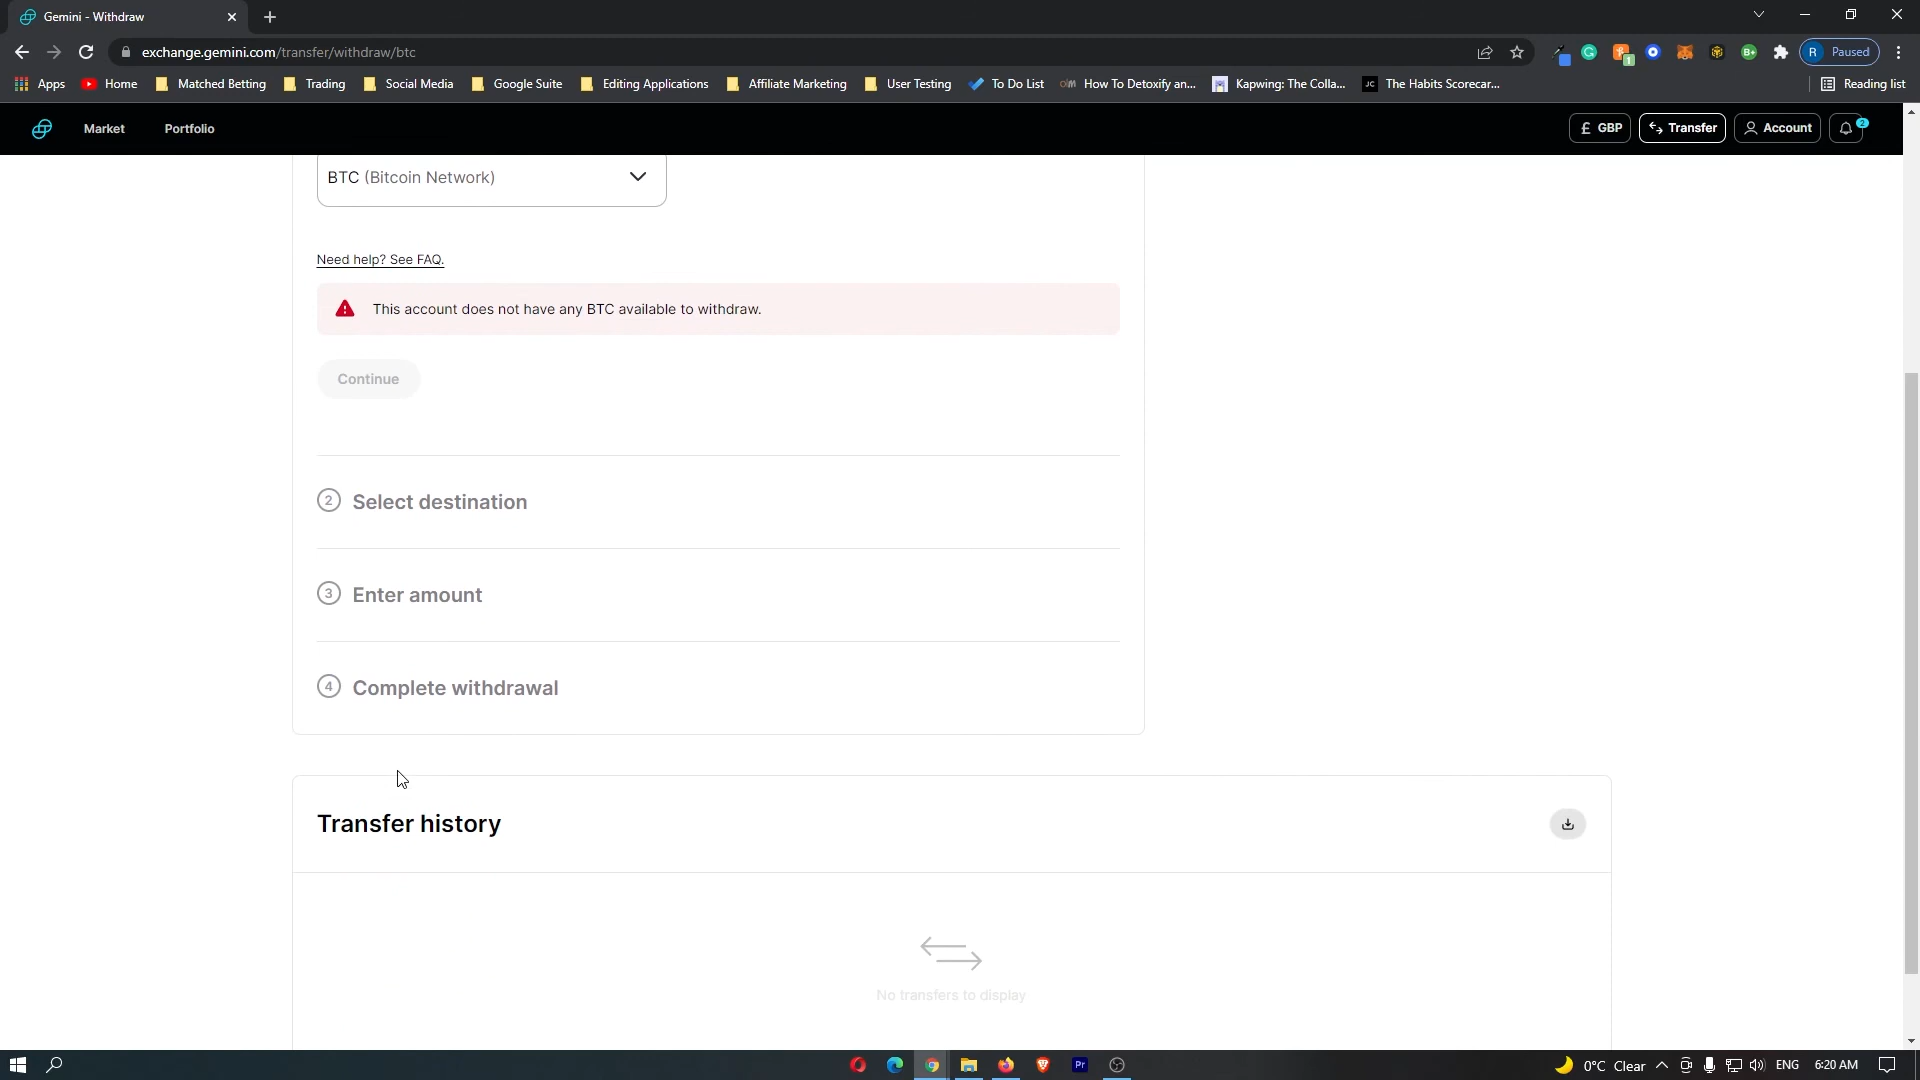 Gemini - Withdraw
exchange.gemini.com/transfer/withdraw/btc
1
R Paused
Apps Home Matched Betting Trading Social Media Google Suite Editing Applications Affiliate Marketing User Testing To Do List How To Detoxify an... Kapwing: The Colla... JC The Habits Scorecar... Reading list
Market Portfolio £ GBP Transfer Account 2
BTC (Bitcoin Network)
Need help? See FAQ.
This account does not have any BTC available to withdraw.
Continue
2 Select destination
3 Enter amount
4 Complete withdrawal
Transfer history
No transfers to display
Pr 0°C Clear ENG 6:20 AM